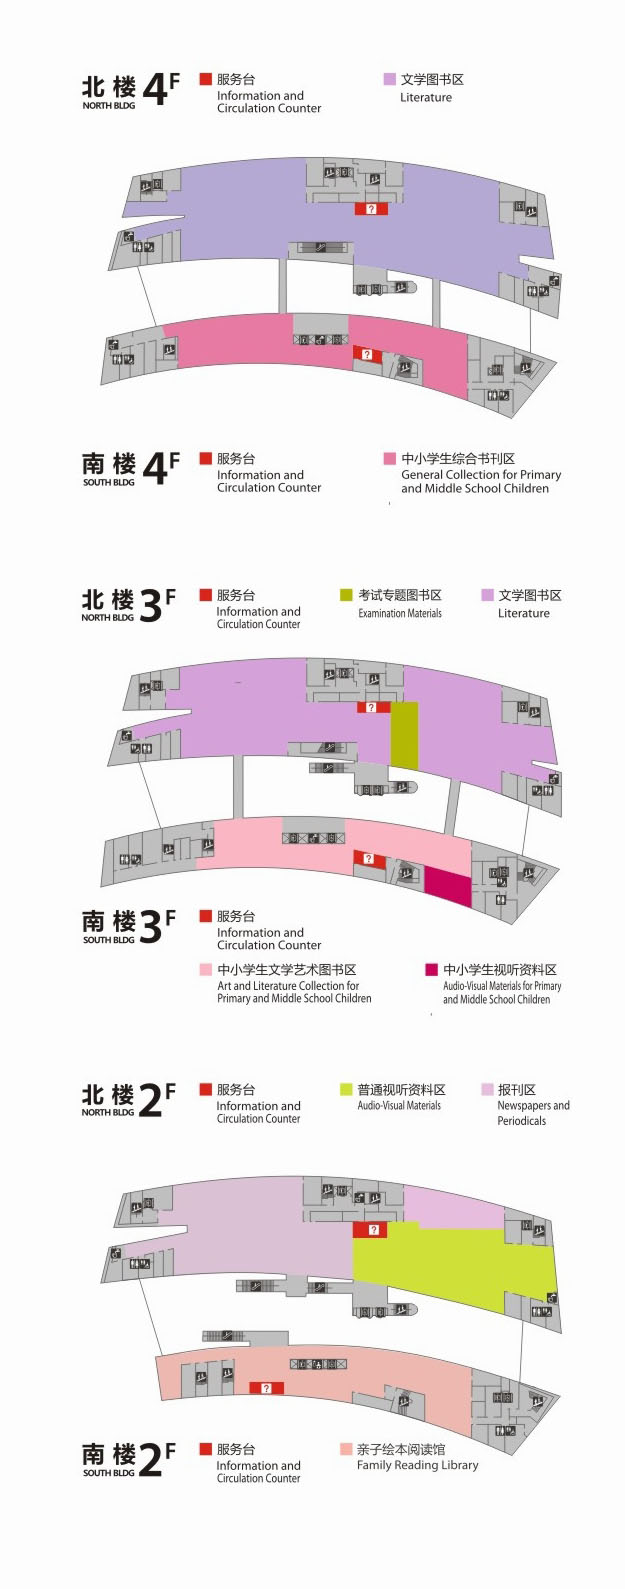 北楼 4F
NORTH BLDG
服务台
Information and
Circulation Counter
文学图书区
Literature
?
?
南楼 4F
SOUTH BLDG
服务台
Information and
Circulation Counter
中小学生综合书刊区
General Collection for Primary
and Middle School Children
北楼 3F
NORTH BLDG
服务台
Information and
Circulation Counter
考试专题图书区
Examination Materials
文学图书区
Literature
?
?
南楼 3F
SOUTH BLDG
服务台
Information and
Circulation Counter
中小学生文学艺术图书区
Art and Literature Collection for
Primary and Middle School Children
中小学生视听资料区
Audio-Visual Materials for Primary
and Middle School Children
北楼 2F
NORTH BLDG
服务台
Information and
Circulation Counter
普通视听资料区
Audio-Visual Materials
报刊区
Newspapers and
Periodicals
?
?
南楼 2F
SOUTH BLDG
服务台
Information and
Circulation Counter
亲子绘本阅读馆
Family Reading Library